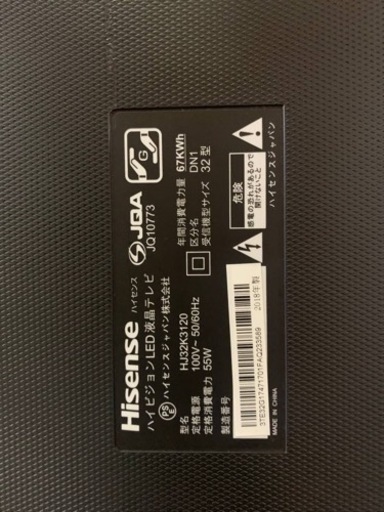 Hisense ハイセンス
ハイビジョンLED液晶テレビ
PSE ハイセンスジャパン株式会社
型名 HJ32K3120
定格電源 100V~ 50/60Hz
定格消費電力 55W
製造番号
3TE32G17471701FAQ233589
2018年製
MADE IN CHINA
G
JQA
JQ10773
年間消費電力量 67KWh
区分名 DN1
受信機型サイズ 32型
危険
感電の恐れがあるので
開けないこと
ハイセンスジャパン